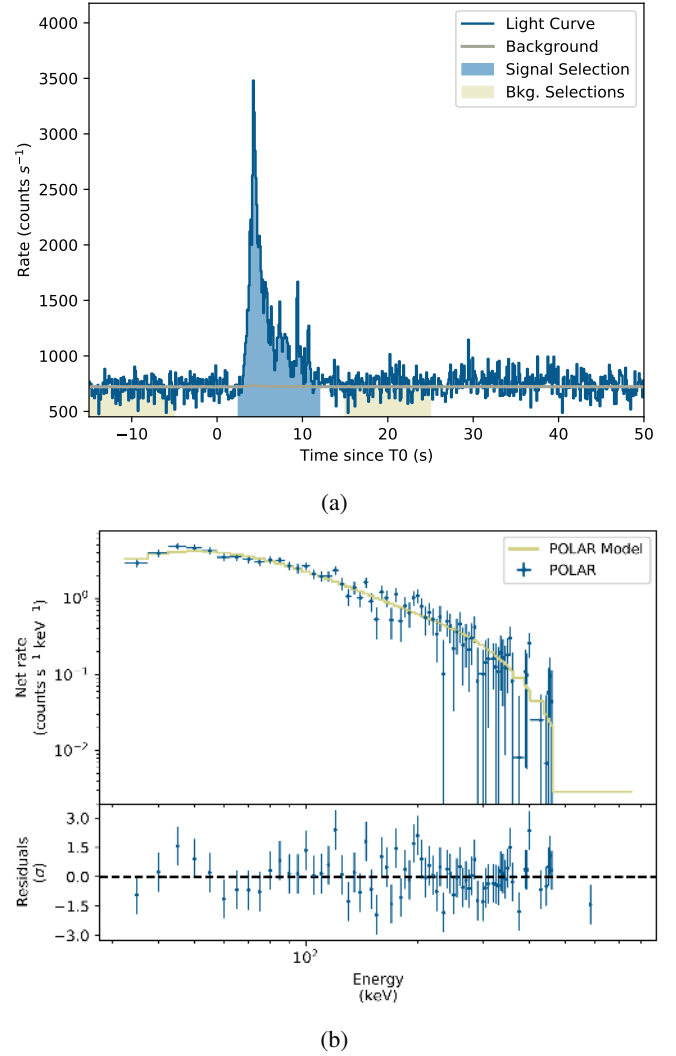 4000
3500
3000
2500
2000
1500
1000
500
Rate (counts s⁻¹)
Light Curve
Background
Signal Selection
Bkg. Selections
−10 0 10 20 30 40 50
Time since T0 (s)
(a)
10⁰
10⁻¹
10⁻²
Net rate
(counts s⁻¹ keV⁻¹)
POLAR Model
POLAR
3.0
1.5
0.0
−1.5
−3.0
Residuals
(σ)
10²
Energy
(keV)
(b)